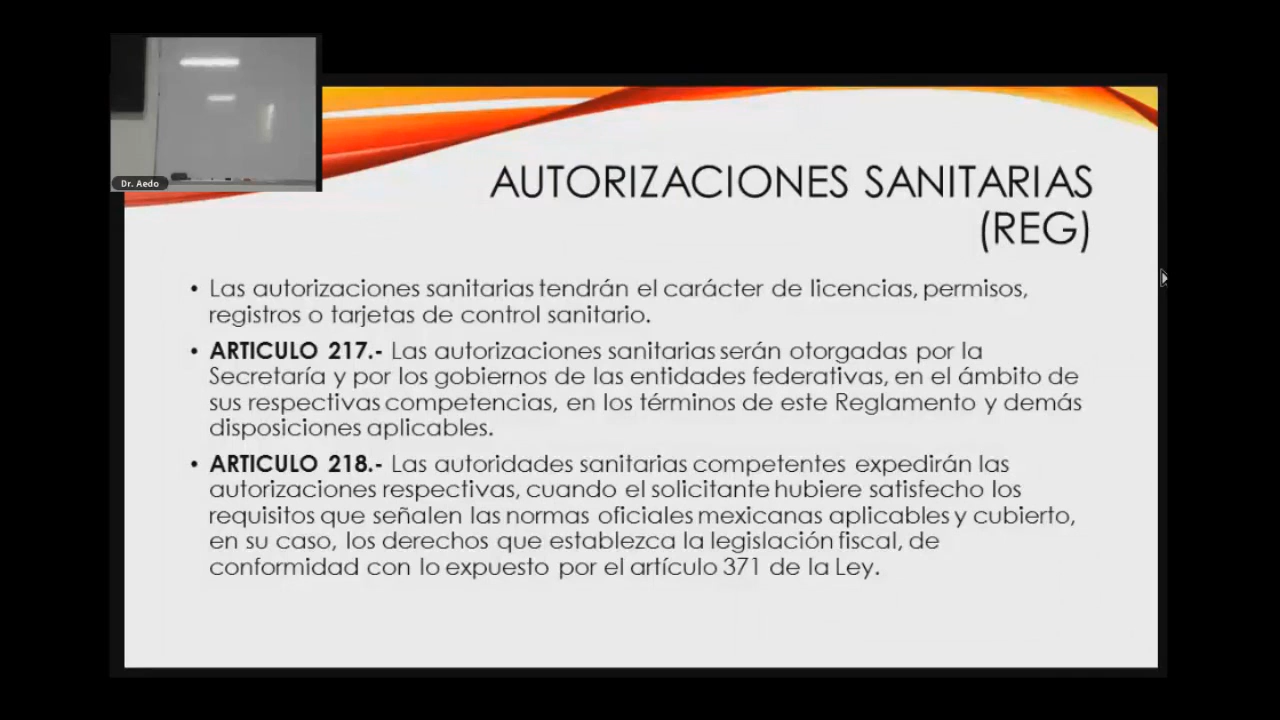 Dr. Aedo
AUTORIZACIONES SANITARIAS
(REG)
• Las autorizaciones sanitarias tendrán el carácter de licencias, permisos,
registros o tarjetas de control sanitario.
• ARTICULO 217.- Las autorizaciones sanitarias serán otorgadas por la
Secretaría y por los gobiernos de las entidades federativas, en el ámbito de
sus respectivas competencias, en los términos de este Reglamento y demás
disposiciones aplicables.
• ARTICULO 218.- Las autoridades sanitarias competentes expedirán las
autorizaciones respectivas, cuando el solicitante hubiere satisfecho los
requisitos que señalen las normas oficiales mexicanas aplicables y cubierto,
en su caso, los derechos que establezca la legislación fiscal, de
conformidad con lo expuesto por el artículo 371 de la Ley.